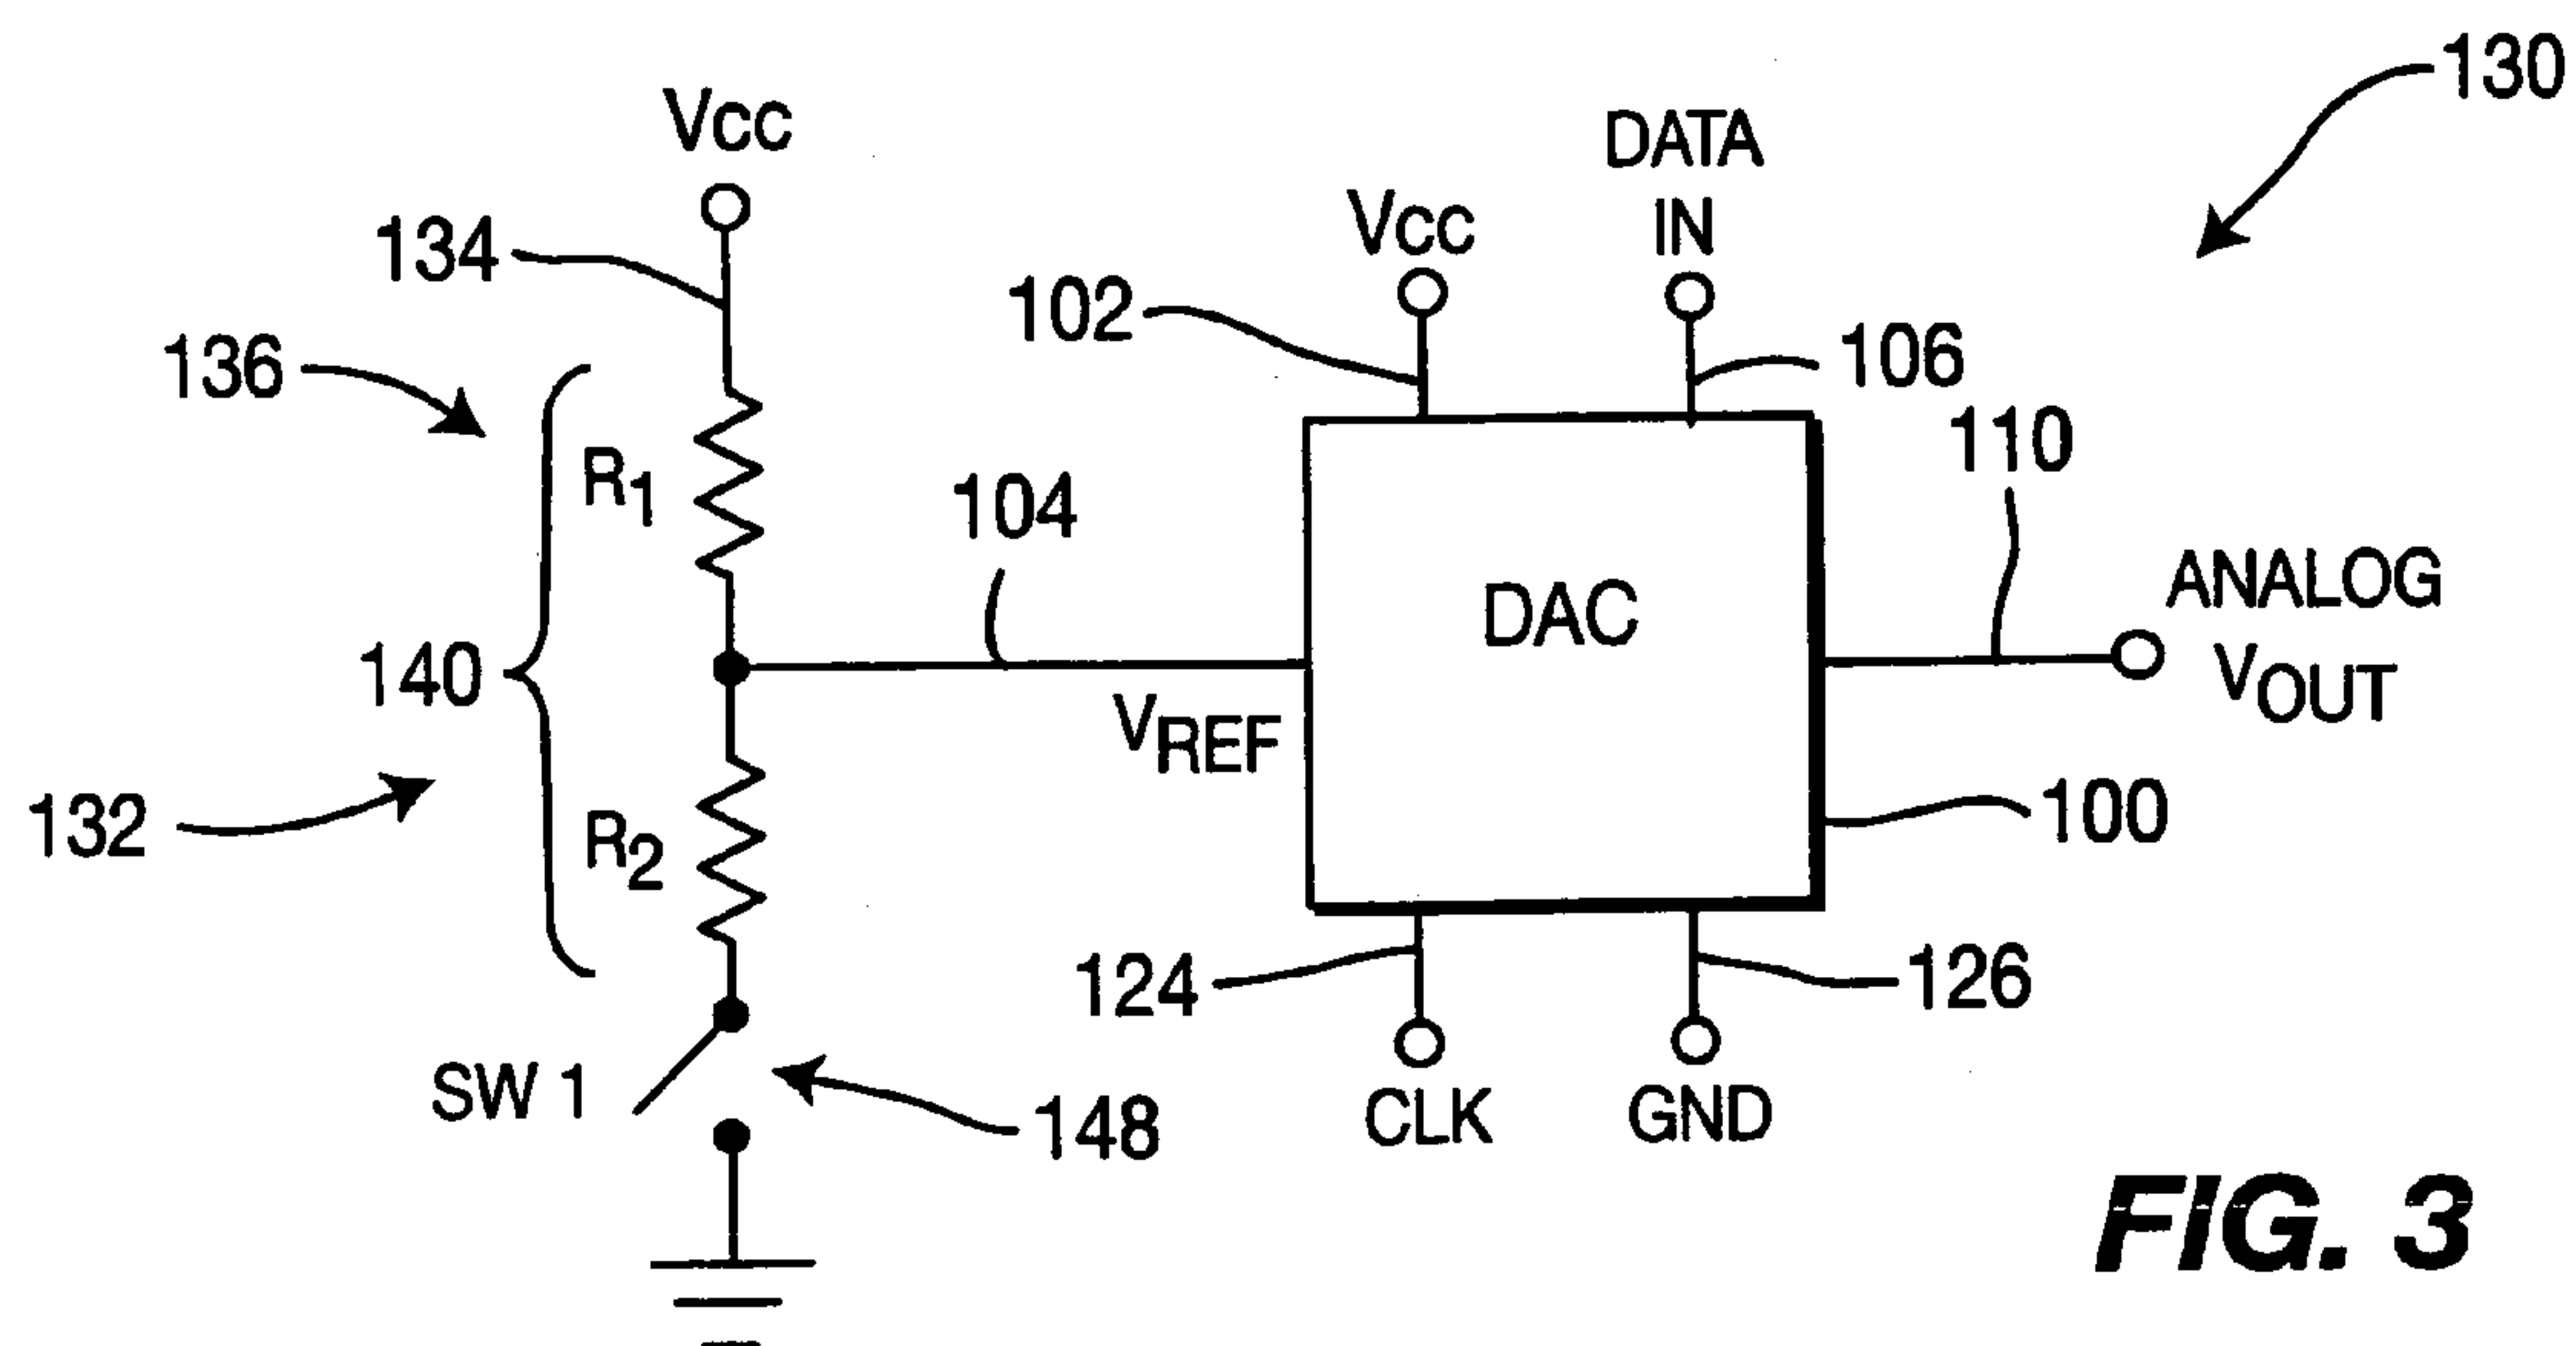 130
VCC
DATA
IN
VCC
134
102
106
136
110
R1
104
ANALOG
VOUT
DAC
140
VREF
132
R2
100
124
126
SW 1
148
CLK
GND
FIG. 3